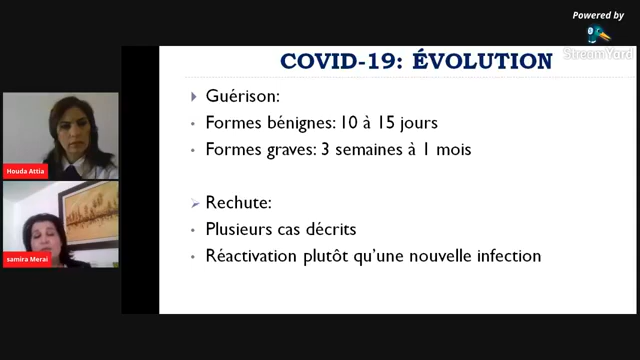 Powered by
StreamYard
COVID-19: ÉVOLUTION
Guérison:
Formes bénignes: 10 à 15 jours
Formes graves: 3 semaines à 1 mois
Rechute:
Plusieurs cas décrits
Réactivation plutôt qu'une nouvelle infection
Houda Attia
samira Merai